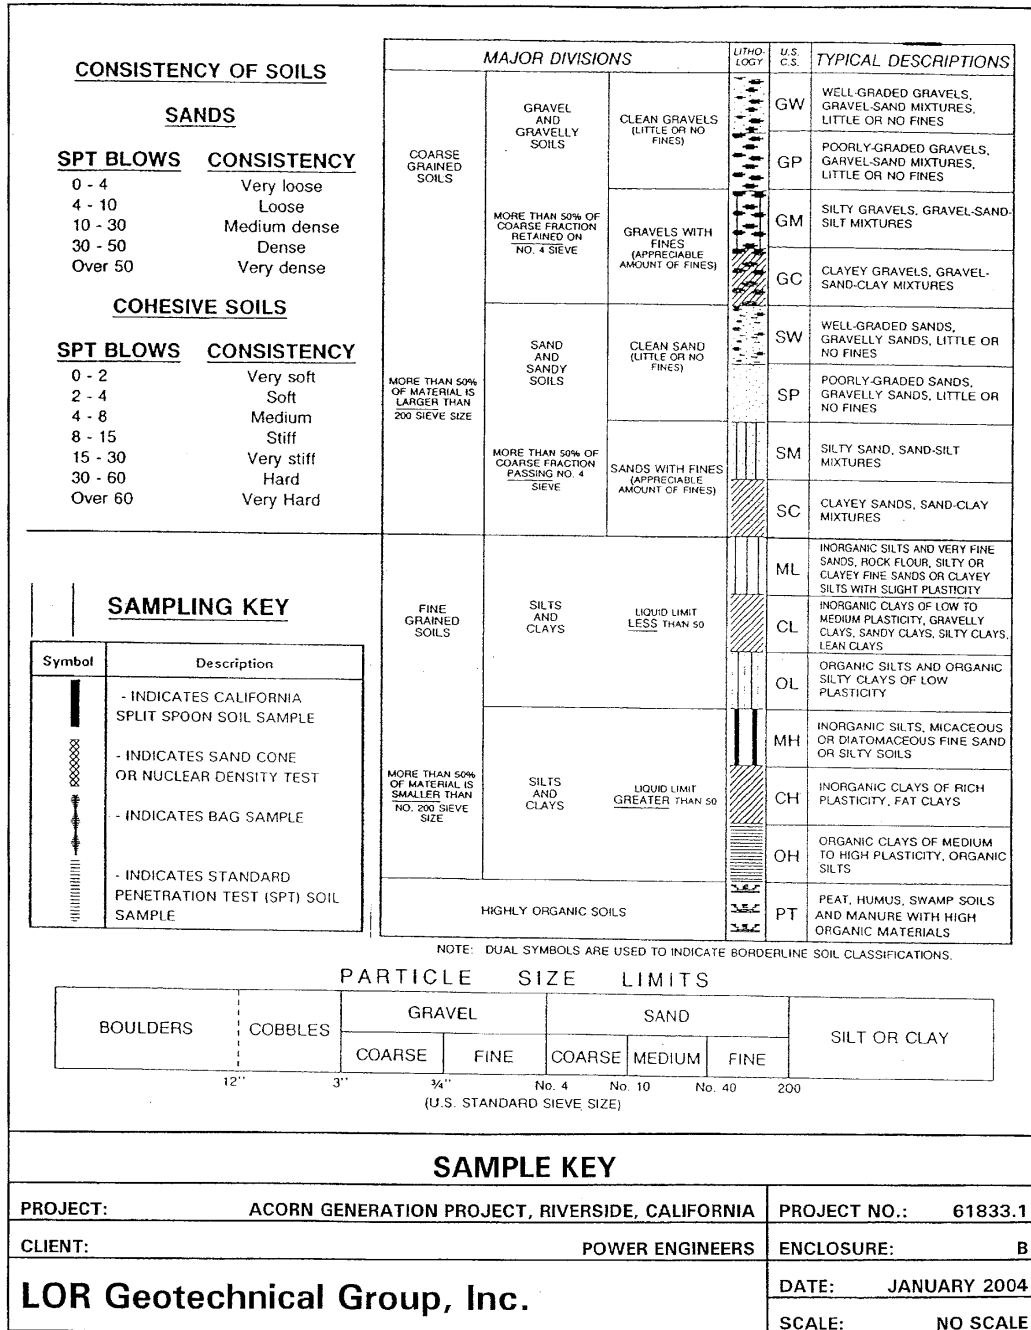 CONSISTENCY OF SOILS
SANDS
SPT BLOWS CONSISTENCY
0 - 4 Very loose
4 - 10 Loose
10 - 30 Medium dense
30 - 50 Dense
Over 50 Very dense
COHESIVE SOILS
SPT BLOWS CONSISTENCY
0 - 2 Very soft
2 - 4 Soft
4 - 8 Medium
8 - 15 Stiff
15 - 30 Very stiff
30 - 60 Hard
Over 60 Very Hard
SAMPLING KEY
Symbol Description
- INDICATES CALIFORNIA
SPLIT SPOON SOIL SAMPLE
- INDICATES SAND CONE
OR NUCLEAR DENSITY TEST
- INDICATES BAG SAMPLE
- INDICATES STANDARD
PENETRATION TEST (SPT) SOIL
SAMPLE
MAJOR DIVISIONS
LITHO-
LOGY
U.S.
C.S.
TYPICAL DESCRIPTIONS
COARSE
GRAINED
SOILS
MORE THAN 50%
OF MATERIAL IS
LARGER THAN
200 SIEVE SIZE
GRAVEL
AND
GRAVELLY
SOILS
MORE THAN 50% OF
COARSE FRACTION
RETAINED ON
NO. 4 SIEVE
CLEAN GRAVELS
(LITTLE OR NO
FINES)
GW
WELL-GRADED GRAVELS,
GRAVEL-SAND MIXTURES,
LITTLE OR NO FINES
GP
POORLY-GRADED GRAVELS,
GARVEL-SAND MIXTURES,
LITTLE OR NO FINES
GRAVELS WITH
FINES
(APPRECIABLE
AMOUNT OF FINES)
GM
SILTY GRAVELS, GRAVEL-SAND-
SILT MIXTURES
GC
CLAYEY GRAVELS, GRAVEL-
SAND-CLAY MIXTURES
SAND
AND
SANDY
SOILS
MORE THAN 50% OF
COARSE FRACTION
PASSING NO. 4
SIEVE
CLEAN SAND
(LITTLE OR NO
FINES)
SW
WELL-GRADED SANDS,
GRAVELLY SANDS, LITTLE OR
NO FINES
SP
POORLY-GRADED SANDS,
GRAVELLY SANDS, LITTLE OR
NO FINES
SANDS WITH FINES
(APPRECIABLE
AMOUNT OF FINES)
SM
SILTY SAND, SAND-SILT
MIXTURES
SC
CLAYEY SANDS, SAND-CLAY
MIXTURES
FINE
GRAINED
SOILS
MORE THAN 50%
OF MATERIAL IS
SMALLER THAN
NO. 200 SIEVE
SIZE
SILTS
AND
CLAYS
LIQUID LIMIT
LESS THAN 50
ML
INORGANIC SILTS AND VERY FINE
SANDS, ROCK FLOUR, SILTY OR
CLAYEY FINE SANDS OR CLAYEY
SILTS WITH SLIGHT PLASTICITY
CL
INORGANIC CLAYS OF LOW TO
MEDIUM PLASTICITY, GRAVELLY
CLAYS, SANDY CLAYS, SILTY CLAYS,
LEAN CLAYS
OL
ORGANIC SILTS AND ORGANIC
SILTY CLAYS OF LOW
PLASTICITY
SILTS
AND
CLAYS
LIQUID LIMIT
GREATER THAN 50
MH
INORGANIC SILTS, MICACEOUS
OR DIATOMACEOUS FINE SAND
OR SILTY SOILS
CH
INORGANIC CLAYS OF RICH
PLASTICITY, FAT CLAYS
OH
ORGANIC CLAYS OF MEDIUM
TO HIGH PLASTICITY, ORGANIC
SILTS
HIGHLY ORGANIC SOILS
PT
PEAT, HUMUS, SWAMP SOILS
AND MANURE WITH HIGH
ORGANIC MATERIALS
NOTE: DUAL SYMBOLS ARE USED TO INDICATE BORDERLINE SOIL CLASSIFICATIONS.
PARTICLE SIZE LIMITS
BOULDERS COBBLES GRAVEL SAND SILT OR CLAY
COARSE FINE COARSE MEDIUM FINE
12'' 3'' ¾'' No. 4 No. 10 No. 40 200
(U.S. STANDARD SIEVE SIZE)
SAMPLE KEY
PROJECT: ACORN GENERATION PROJECT, RIVERSIDE, CALIFORNIA PROJECT NO.: 61833.1
CLIENT: POWER ENGINEERS ENCLOSURE: B
LOR Geotechnical Group, Inc.
DATE: JANUARY 2004
SCALE: NO SCALE